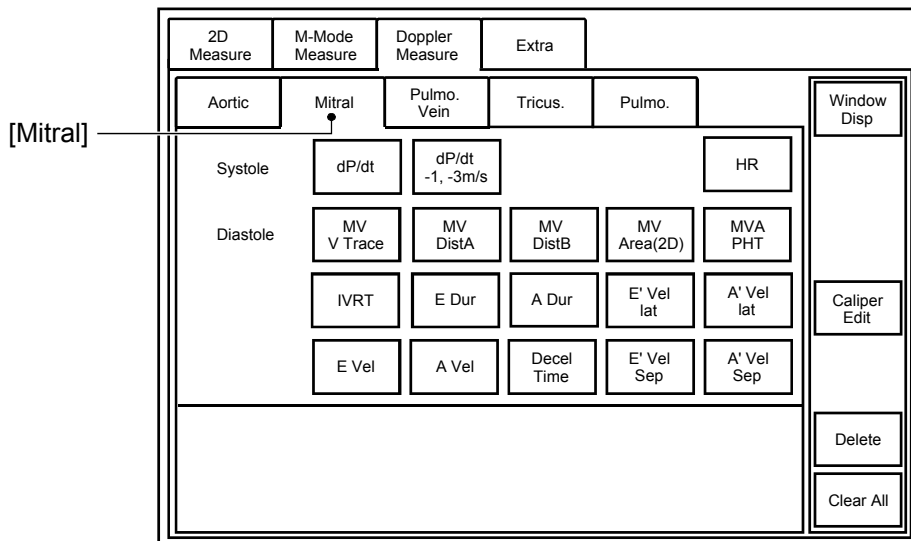 2D
Measure
M-Mode
Measure
Doppler
Measure
Extra
Aortic
Mitral
Pulmo.
Vein
Tricus.
Pulmo.
Window
Disp
[Mitral]
Systole
dP/dt
dP/dt
-1, -3m/s
HR
Diastole
MV
V Trace
MV
DistA
MV
DistB
MV
Area(2D)
MVA
PHT
IVRT
E Dur
A Dur
E' Vel
lat
A' Vel
lat
Caliper
Edit
E Vel
A Vel
Decel
Time
E' Vel
Sep
A' Vel
Sep
Delete
Clear All